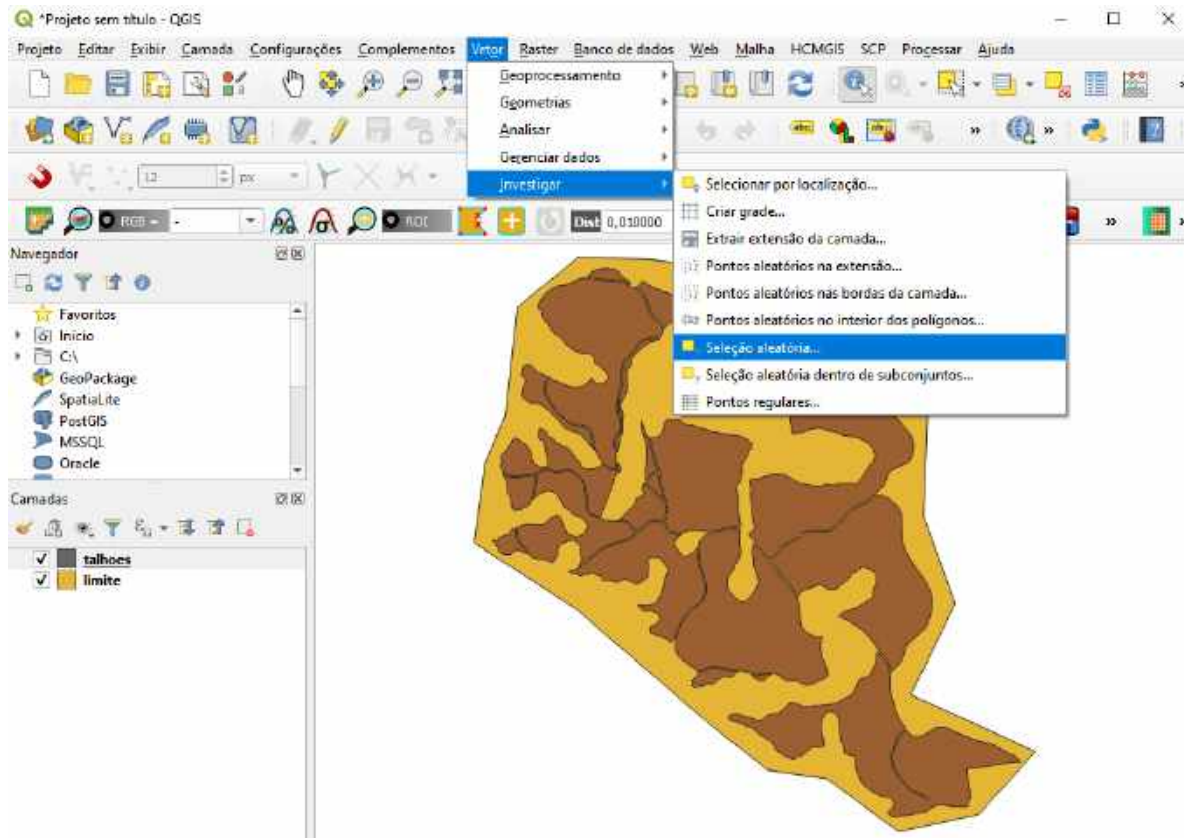 *Projeto sem título - QGIS
Projeto Editar Exibir Camada Configurações Complementos Vetor Raster Banco de dados Web Malha HCMGIS SCP Processar Ajuda
Geoprocessamento
Geometrias
Analisar
Gerenciar dados
Investigar
12 px
Selecionar por localização...
Criar grade...
Extrair extensão da camada...
Pontos aleatórios na extensão...
Pontos aleatórios nas bordas da camada...
Pontos aleatórios no interior dos polígonos...
Seleção aleatória...
Seleção aleatória dentro de subconjuntos...
Pontos regulares...
RGB = - ROI Dist 0,010000
Navegador
Favoritos
Início
C:\
GeoPackage
SpatiaLite
PostGIS
MSSQL
Oracle
Camadas
talhoes
limite